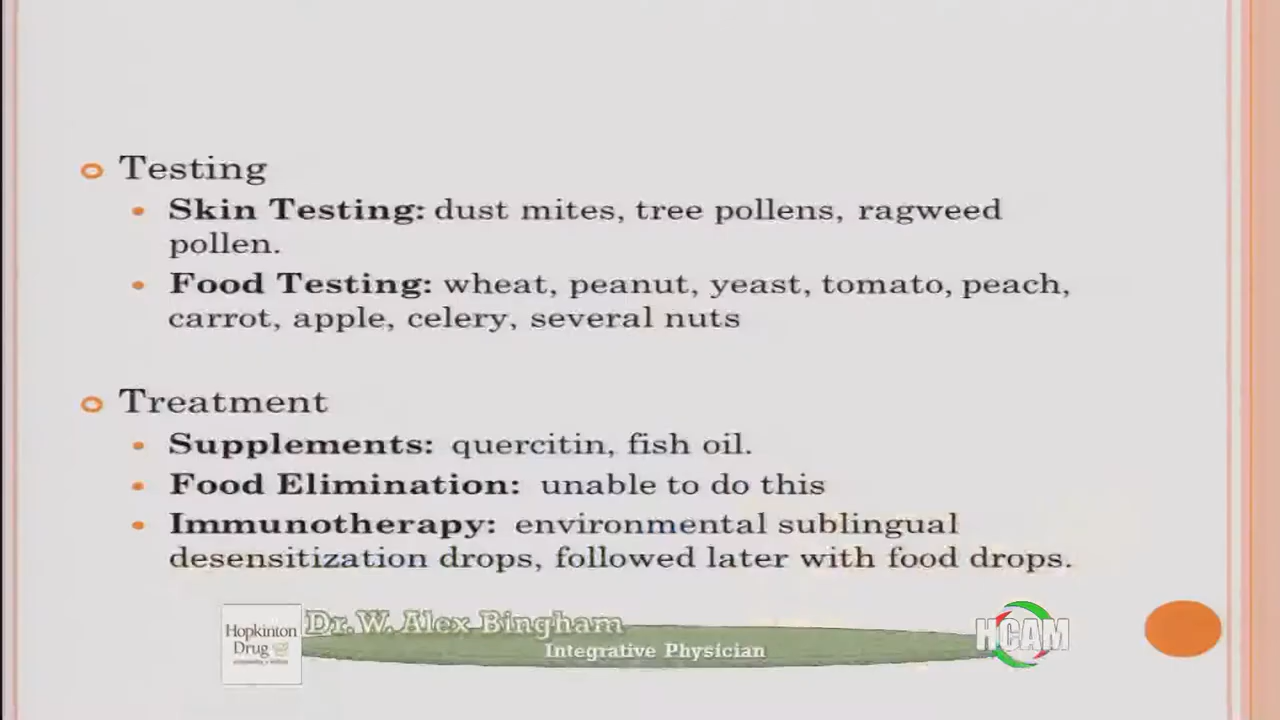 Testing
Skin Testing: dust mites, tree pollens, ragweed
pollen.
Food Testing: wheat, peanut, yeast, tomato, peach,
carrot, apple, celery, several nuts
Treatment
Supplements: quercitin, fish oil.
Food Elimination: unable to do this
Immunotherapy: environmental sublingual
desensitization drops, followed later with food drops.
Hopkinton
Drug
Dr. W. Alex Bingham
Integrative Physician
HCAM